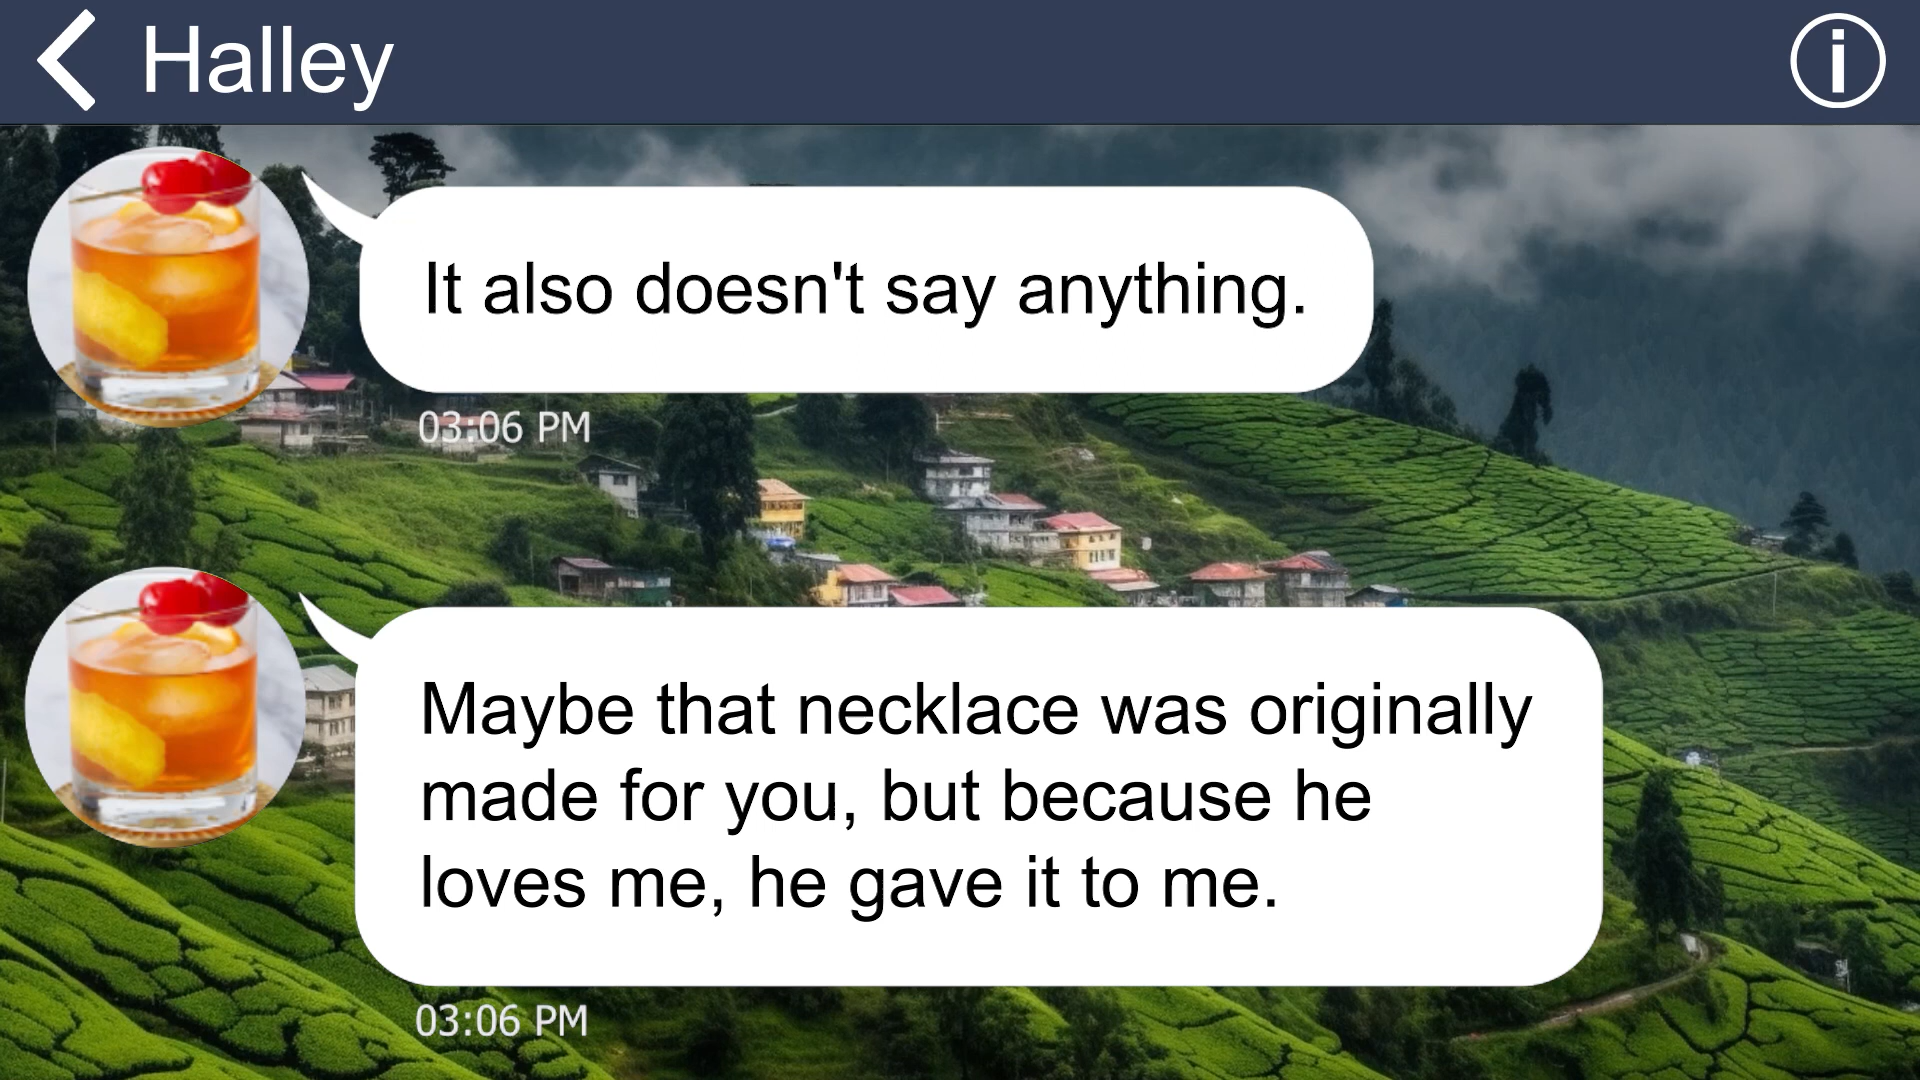 Halley
It also doesn't say anything.
03:06 PM
Maybe that necklace was originally
made for you, but because he
loves me, he gave it to me.
03:06 PM